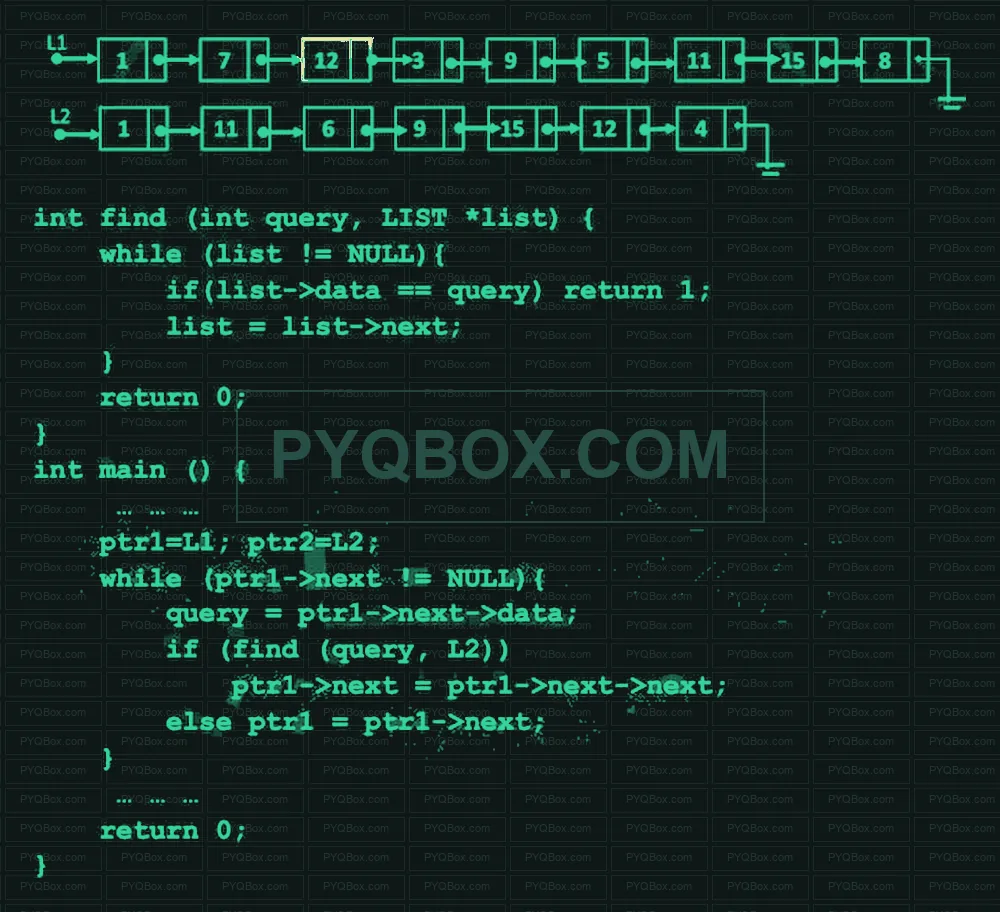 L1
1 7 12 3 9 5 11 15 8
L2
1 11 6 9 15 12 4
int find (int query, LIST *list) {
while (list != NULL){
if(list->data == query) return 1;
list = list->next;
}
return 0;
}
int main () {
… … …
ptr1=L1; ptr2=L2;
while (ptr1->next != NULL){
query = ptr1->next->data;
if (find (query, L2))
ptr1->next = ptr1->next->next;
else ptr1 = ptr1->next;
}
… … …
return 0;
}
PYQBOX.COM
PYQBox.com